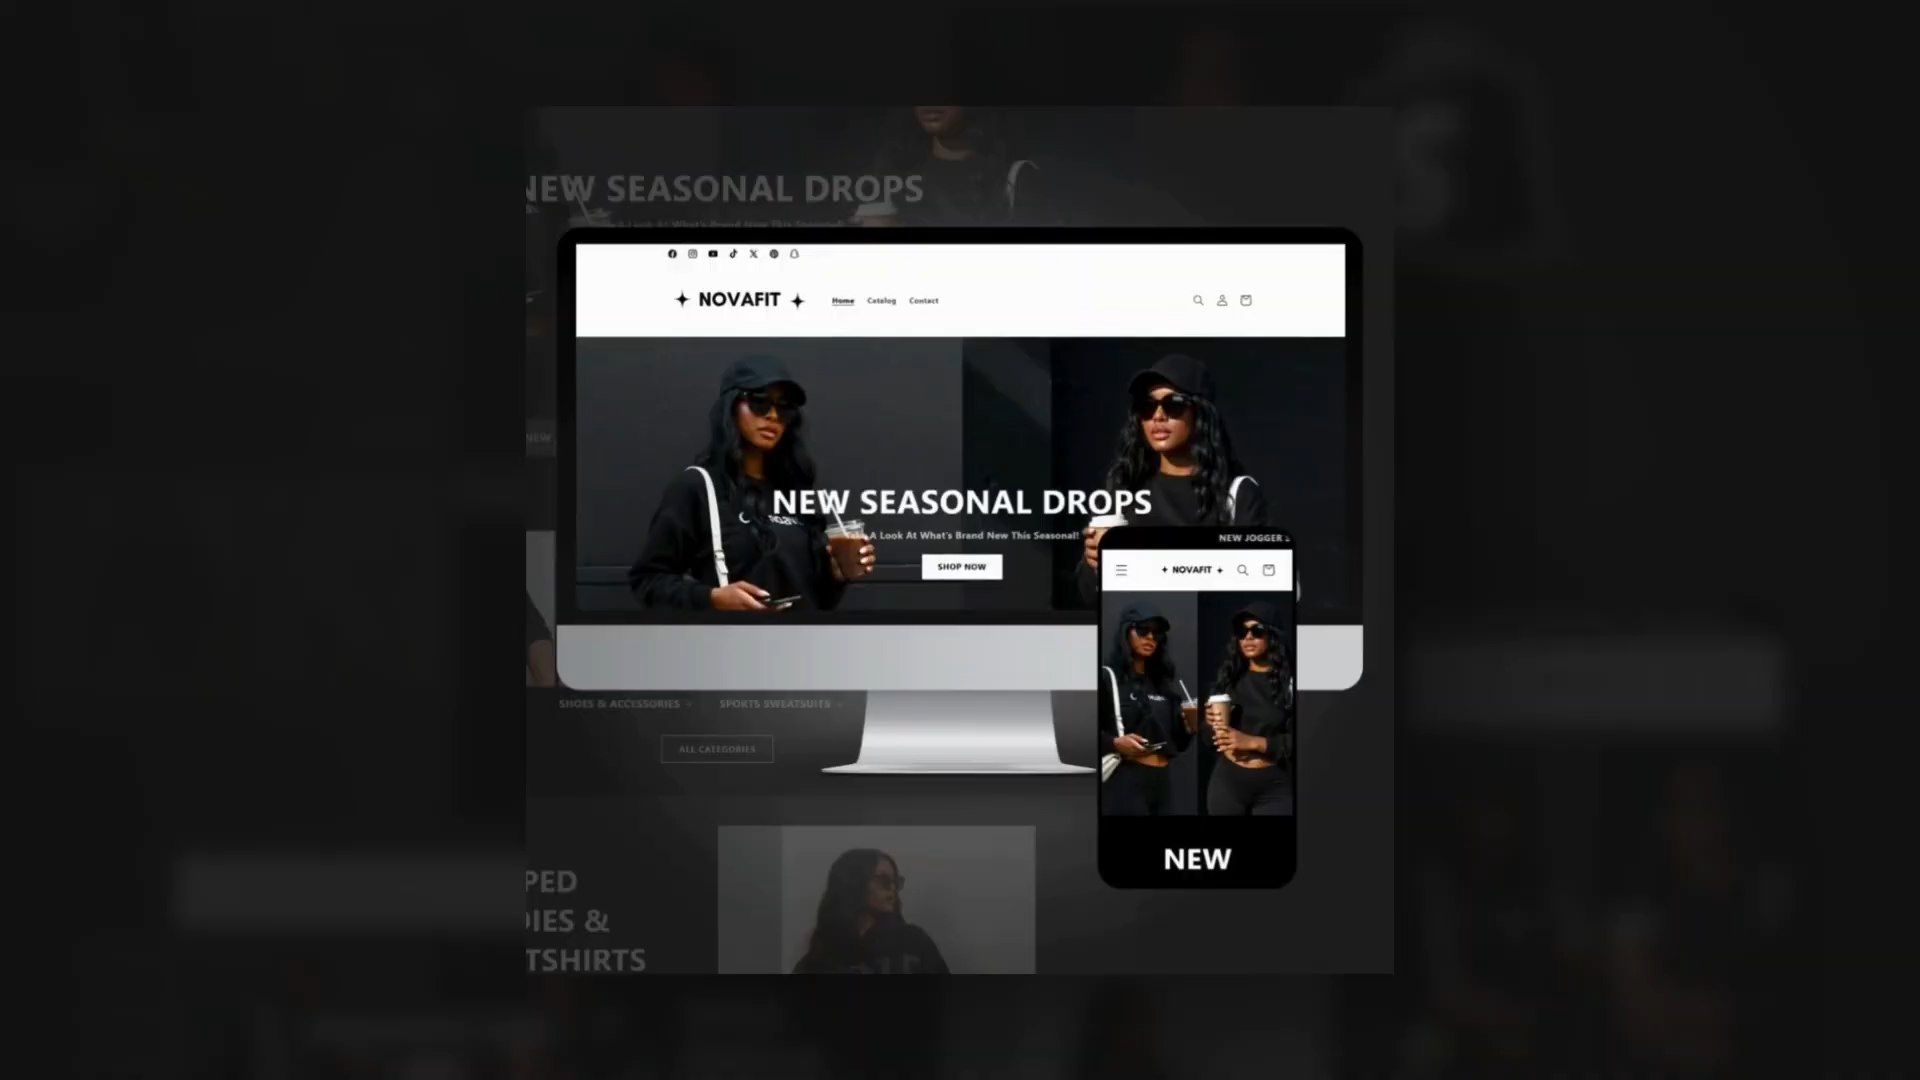 NEW SEASONAL DROPS
NOVAFIT
Home Catalog Contact
NEW SEASONAL DROPS
A Look At What's Brand New This Seasonal!
SHOP NOW
NEW JOGGER
NOVAFIT
NEW
NEW
SHOES & ACCESSORIES
SPORTS SWEATSUITS
ALL CATEGORIES
PED
IES &
TSHIRTS